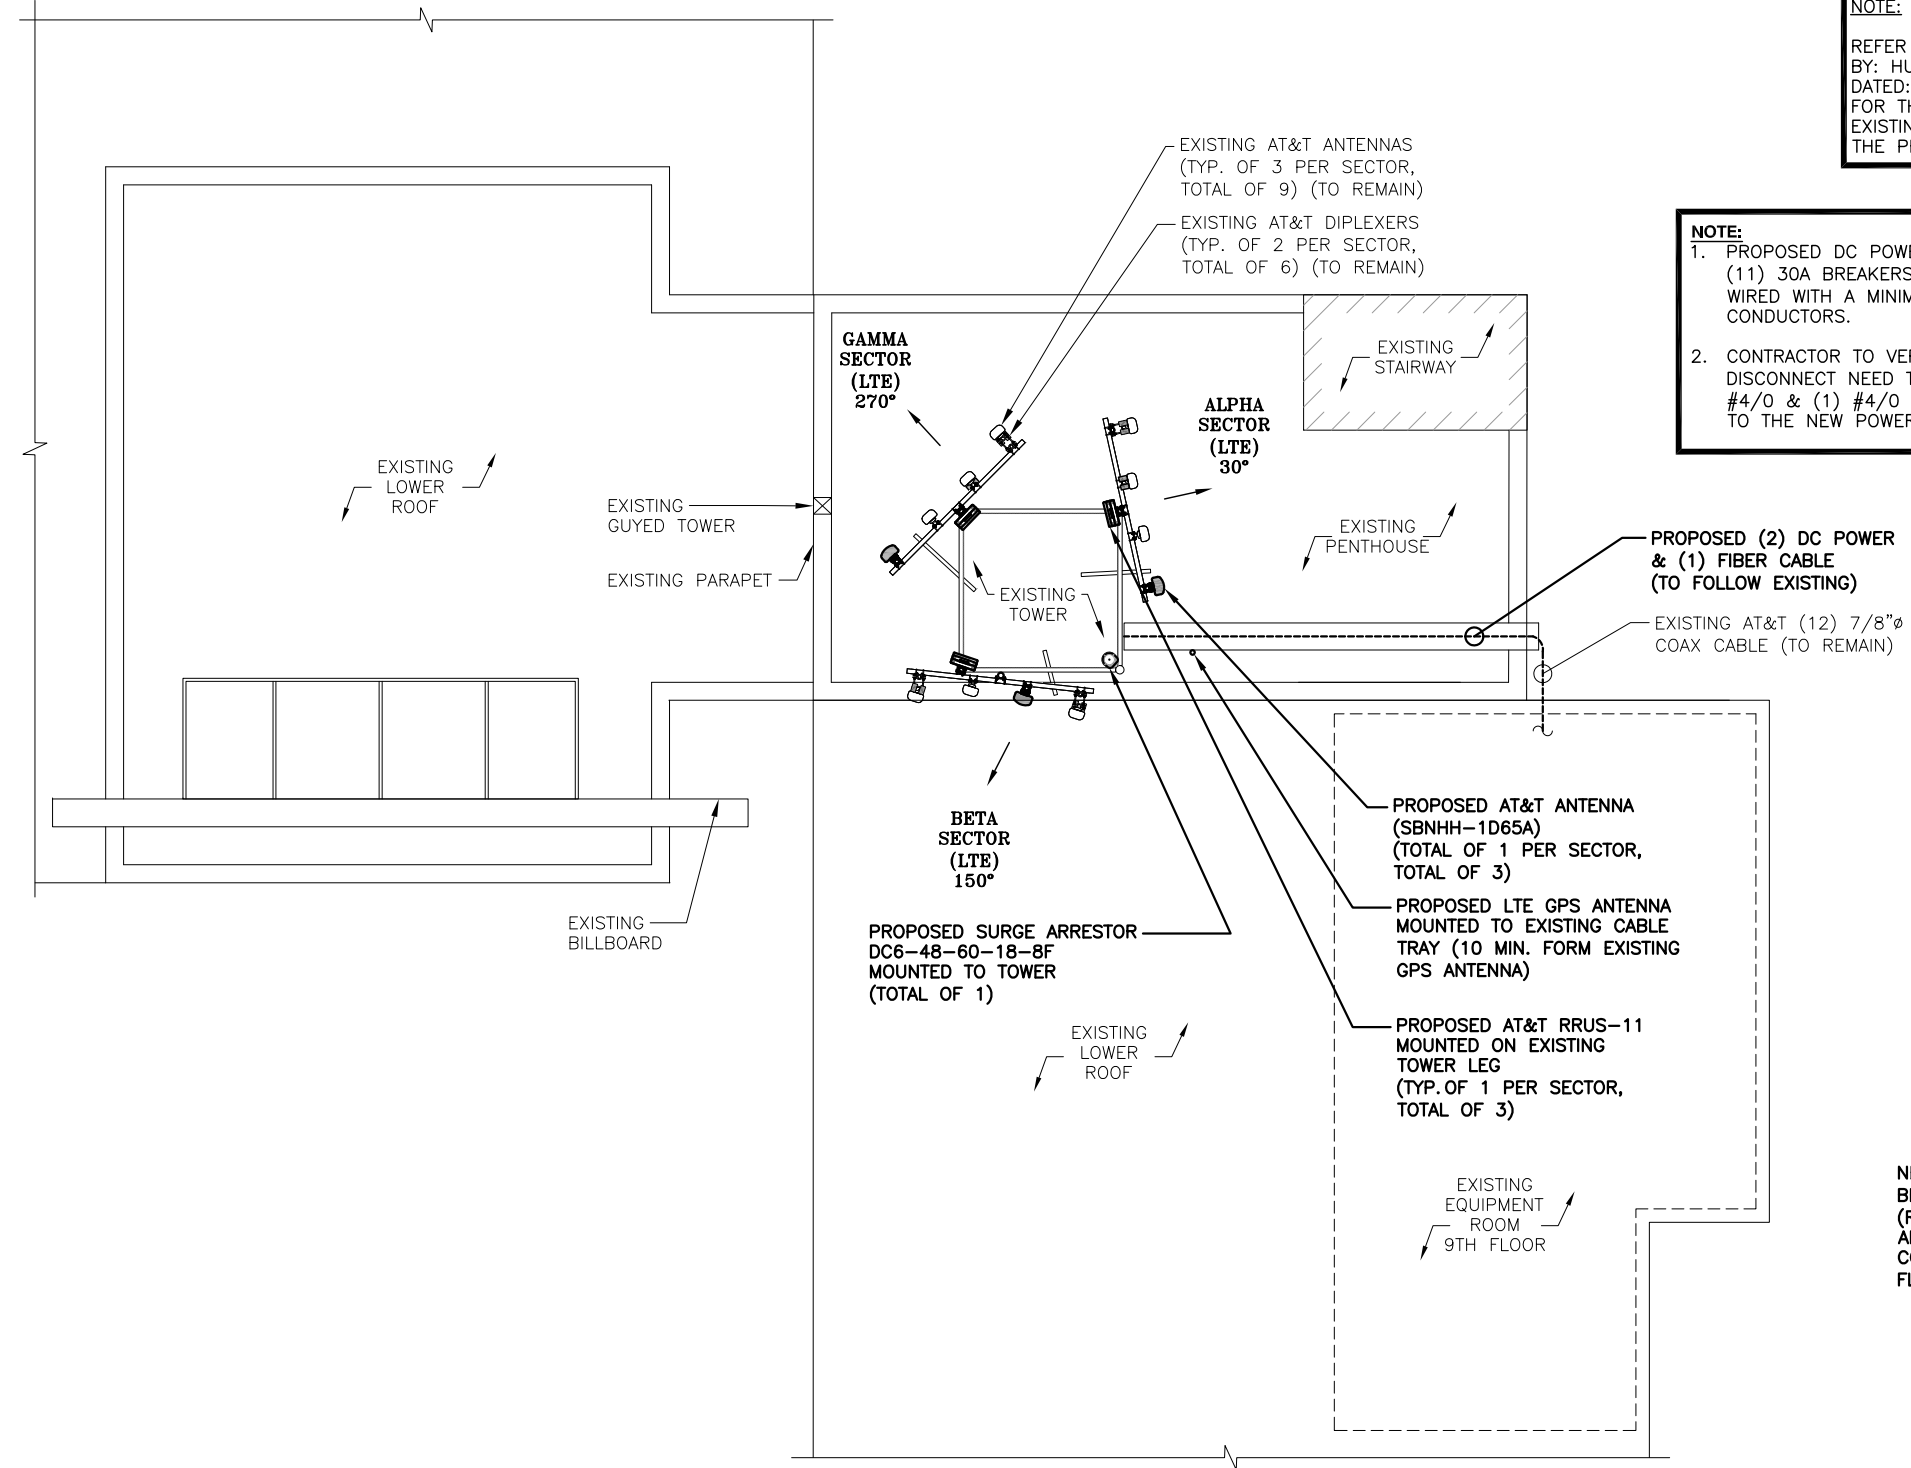 NOTE:
REFER
BY:
DATED:
FOR
EXISTIN
THE
EXISTING AT&T ANTENNAS
(TYP. OF 3 PER SECTOR,
TOTAL OF 9) (TO REMAIN)
EXISTING AT&T DIPLEXERS
(TYP. OF 2 PER SECTOR,
TOTAL OF 6) (TO REMAIN)
NOTE:
1. PROPOSED DC POWE
(11) 30A BREAKERS
WIRED WITH A MINIM
CONDUCTORS.
2. CONTRACTOR TO VER
DISCONNECT NEED T
#4/0 & (1) #4/0
TO THE NEW POWER
GAMMA
SECTOR
(LTE)
270°
EXISTING
STAIRWAY
ALPHA
SECTOR
(LTE)
30°
EXISTING
LOWER
ROOF
EXISTING
GUYED TOWER
EXISTING PARAPET
EXISTING
PENTHOUSE
EXISTING
TOWER
PROPOSED (2) DC POWER
& (1) FIBER CABLE
(TO FOLLOW EXISTING)
EXISTING AT&T (12) 7/8"ø
COAX CABLE (TO REMAIN)
BETA
SECTOR
(LTE)
150°
EXISTING
BILLBOARD
PROPOSED SURGE ARRESTOR
DC6-48-60-18-8F
MOUNTED TO TOWER
(TOTAL OF 1)
PROPOSED AT&T ANTENNA
(SBNHH-1D65A)
(TOTAL OF 1 PER SECTOR,
TOTAL OF 3)
PROPOSED LTE GPS ANTENNA
MOUNTED TO EXISTING CABLE
TRAY (10 MIN. FORM EXISTING
GPS ANTENNA)
PROPOSED AT&T RRUS-11
MOUNTED ON EXISTING
TOWER LEG
(TYP.OF 1 PER SECTOR,
TOTAL OF 3)
EXISTING
LOWER
ROOF
EXISTING
EQUIPMENT
ROOM
9TH FLOOR